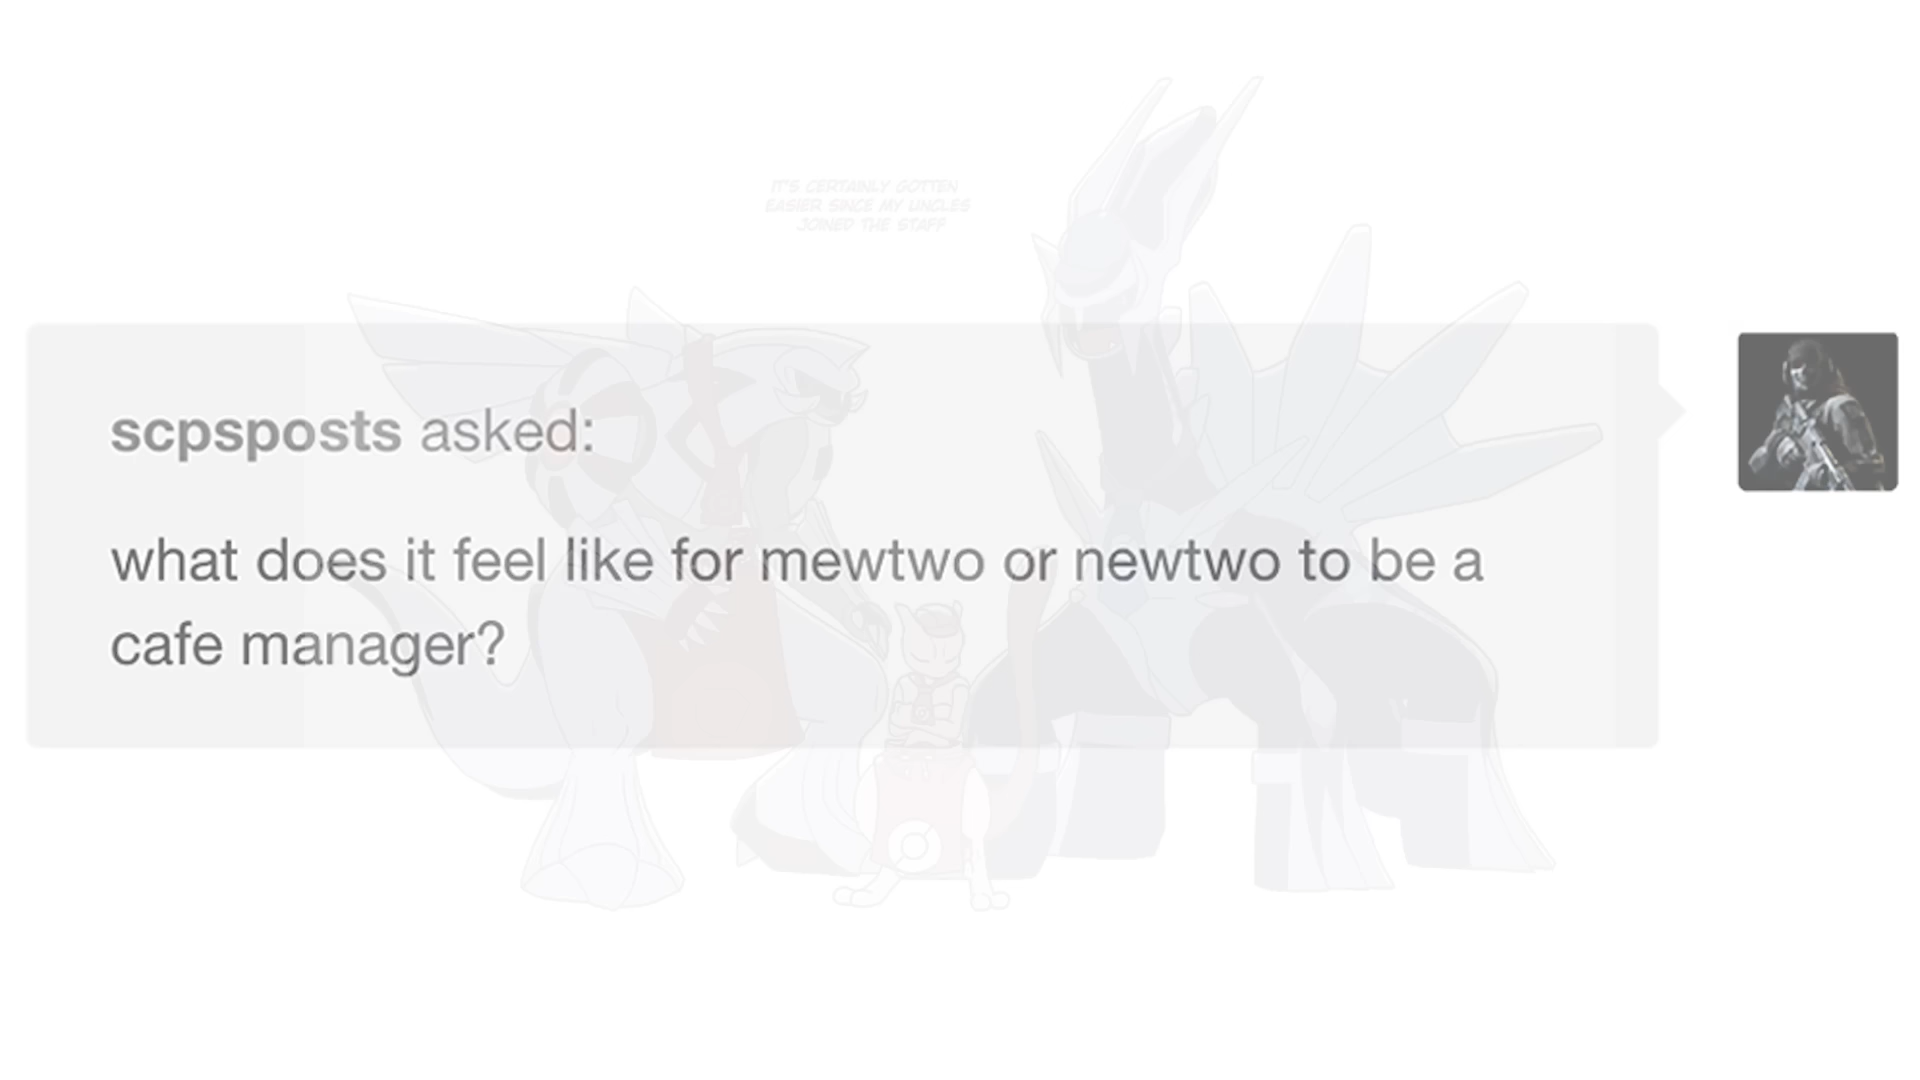 IT'S CERTAINLY GOTTEN
EASIER SINCE MY UNCLES
JOINED THE STAFF
scpsposts asked:
what does it feel like for mewtwo or newtwo to be a
cafe manager?